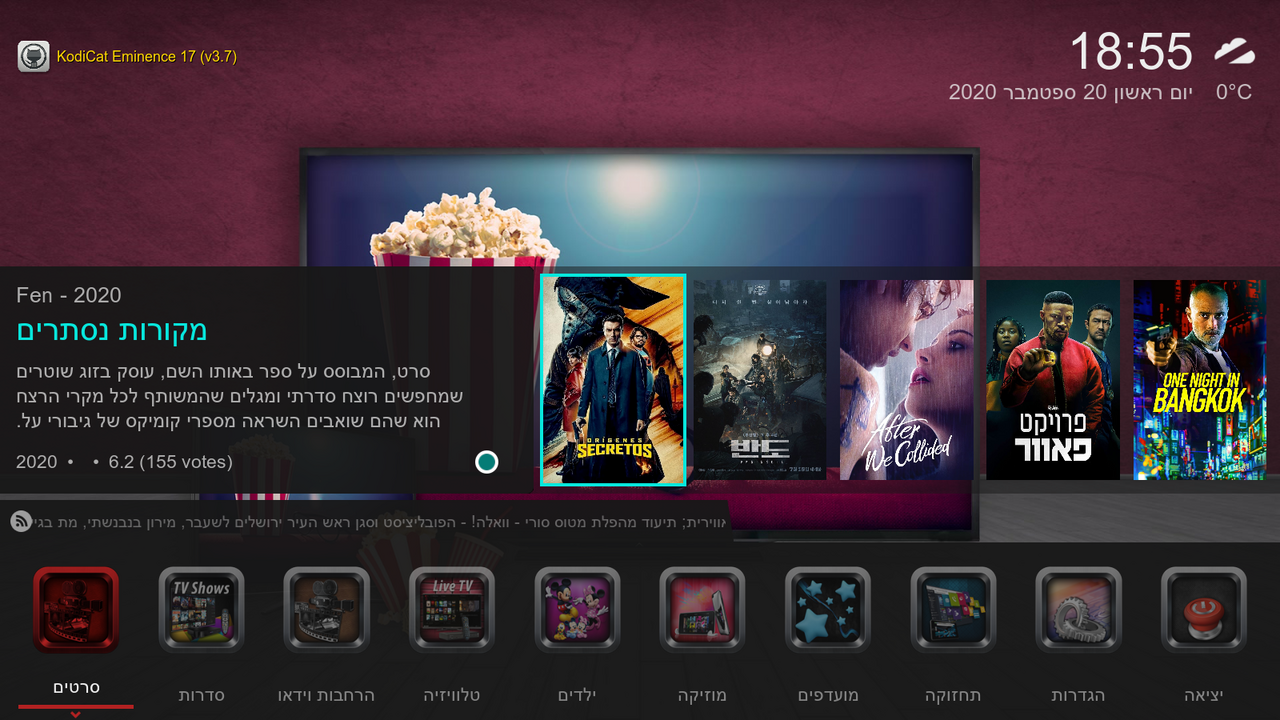 KodiCat Eminence 17 (v3.7)
18:55
יום ראשון 20 ספטמבר 2020
0°C
Fen - 2020
מקורות נסתרים
סרט, המבוסס על ספר באותו השם, עוסק בזוג שוטרים
שמחפשים רוצח סדרתי ומגלים שהמשותף לכל מקרי הרצח
הוא שהם שואבים השראה מספרי קומיקס של גיבורי על.
2020 • • 6.2 (155 votes)
ORÍGENES
SECRETOS
반도
After
We Collided
פרויקט
פאוור
ONE NIGHT IN
BANGKOK
אווירית; תיעוד מהפלת מטוס סורי - וואלה! - הפובליציסט וסגן ראש העיר ירושלים לשעבר, מירון בנבנשתי, מת בגי
TV Shows
Live TV
סרטים
סדרות
הרחבות וידאו
טלוויזיה
ילדים
מוזיקה
מועדפים
תחזוקה
הגדרות
יציאה